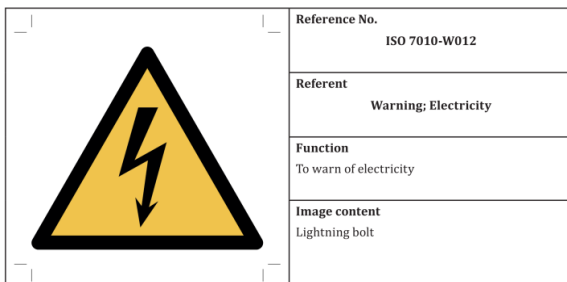 Reference No.
ISO 7010-W012
Referent
Warning; Electricity
Function
To warn of electricity
Image content
Lightning bolt